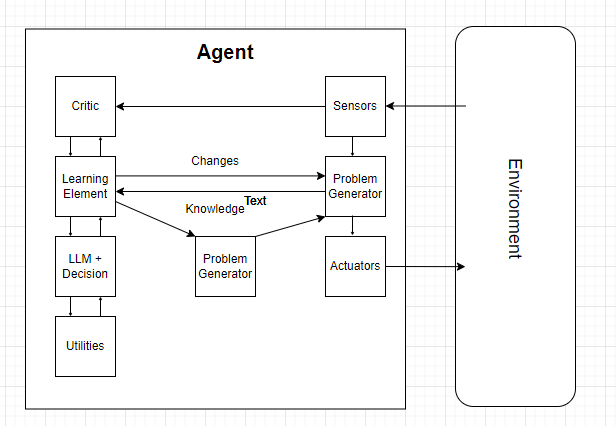 Agent
Critic
Sensors
Changes
Learning
Element
Problem
Generator
Knowledge
Text
LLM +
Decision
Problem
Generator
Actuators
Utilities
Environment